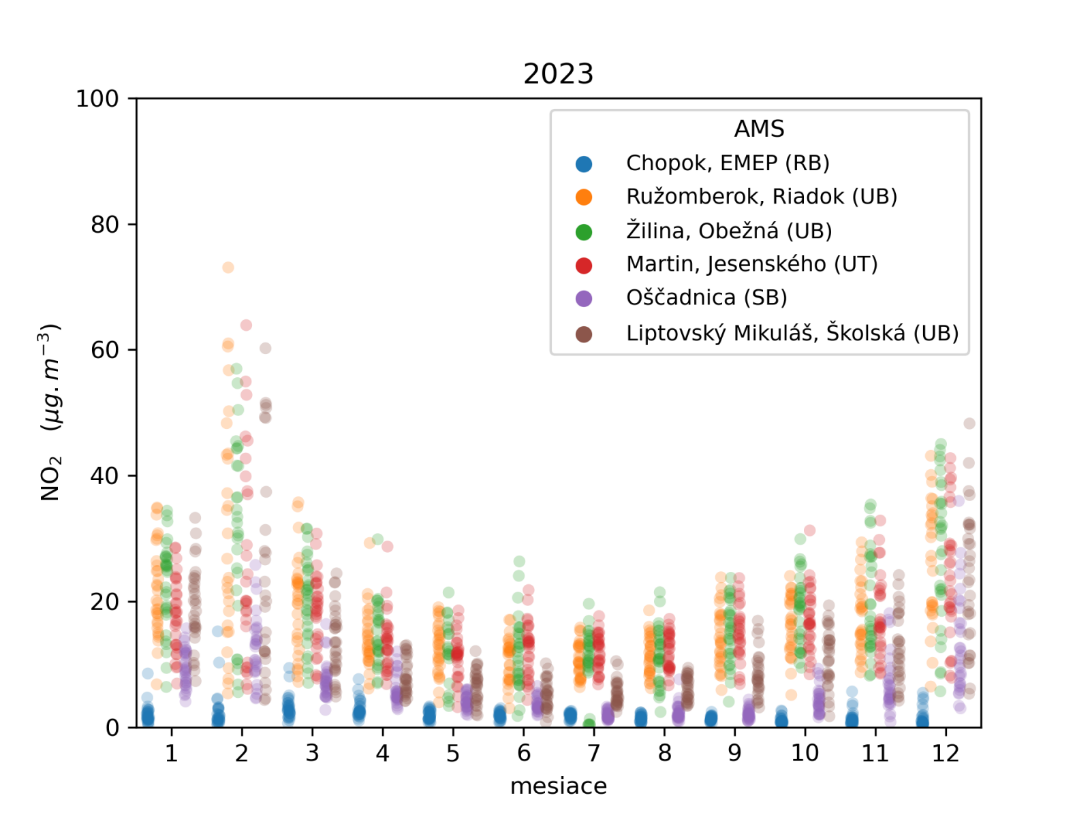 2023
100
80
60
40
20
0
NO₂ (μg.m⁻³)
AMS
Chopok, EMEP (RB)
Ružomberok, Riadok (UB)
Žilina, Obežná (UB)
Martin, Jesenského (UT)
Oščadnica (SB)
Liptovský Mikuláš, Školská (UB)
1 2 3 4 5 6 7 8 9 10 11 12
mesiace